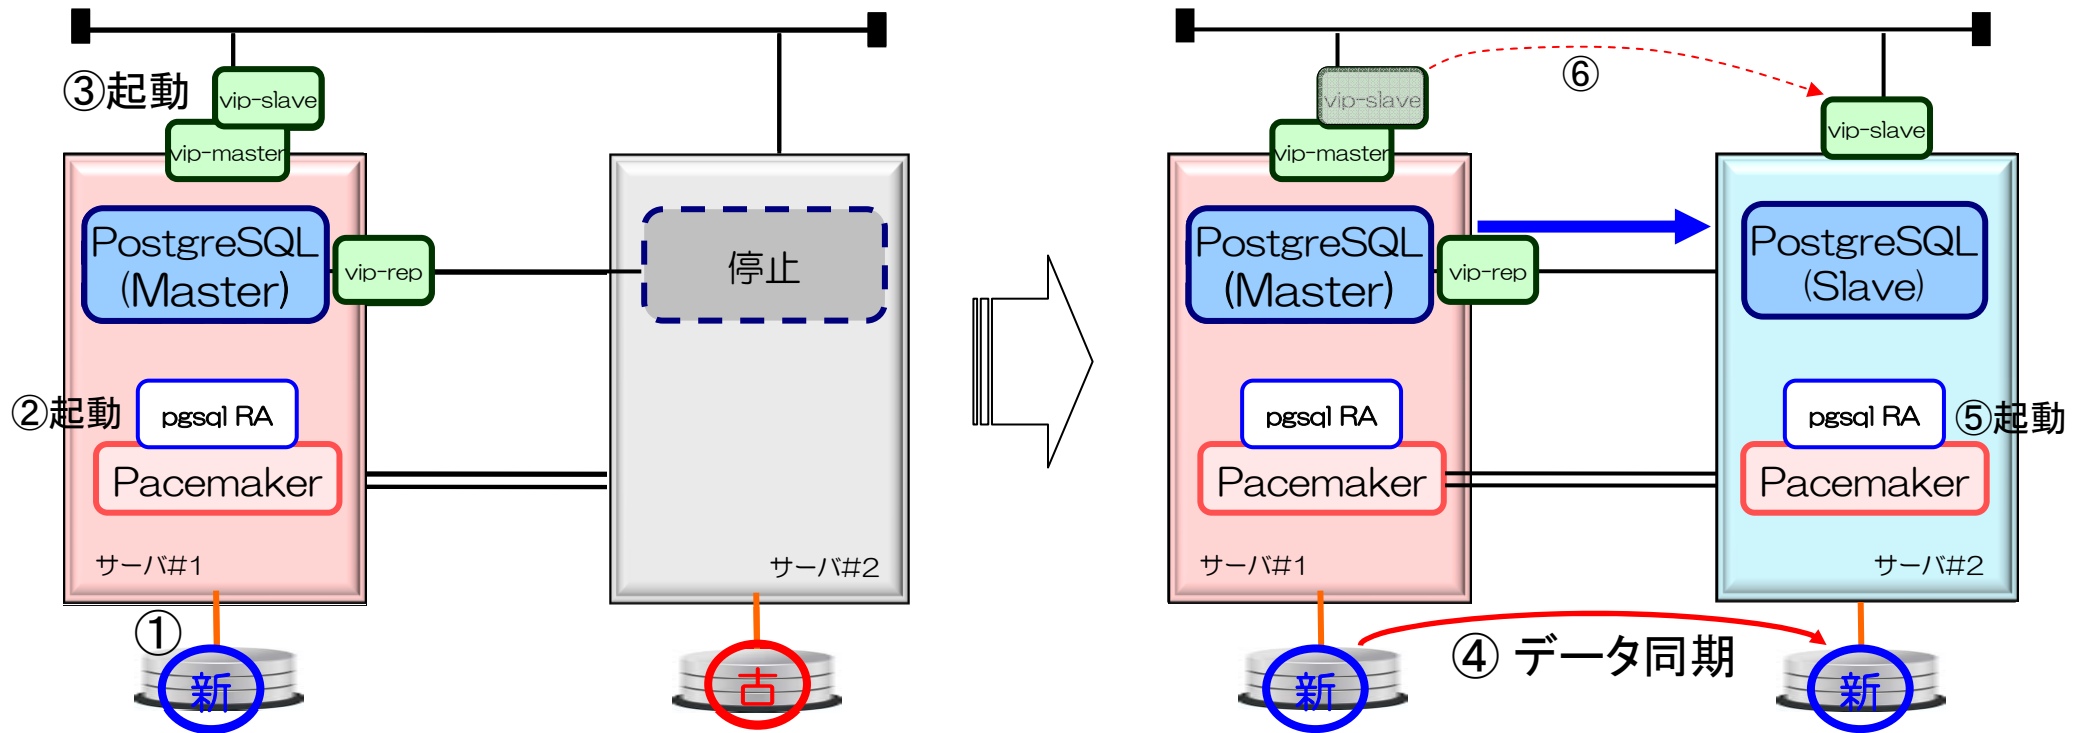 ③起動
vip-slave
vip-master
PostgreSQL
(Master)
vip-rep
停止
②起動
pgsql RA
Pacemaker
サーバ#1
サーバ#2
①
新
古
vip-slave
⑥
vip-slave
vip-master
PostgreSQL
(Master)
vip-rep
PostgreSQL
(Slave)
pgsql RA
Pacemaker
pgsql RA
⑤起動
Pacemaker
サーバ#1
サーバ#2
④ データ同期
新
新